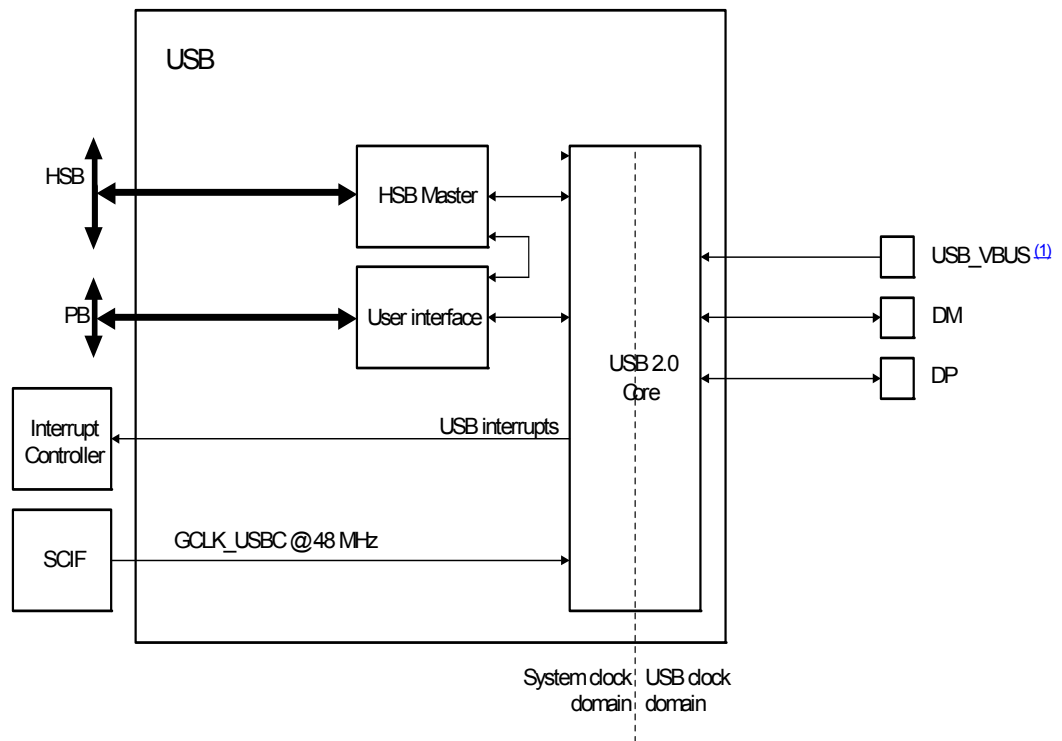 USB
HSB
HSB Master
USB_VBUS (1)
PB
User interface
DM
USB 2.0
Core
DP
USB interrupts
Interrupt
Controller
GCLK_USBC @ 48 MHz
SCIF
System clock
domain
USB clock
domain